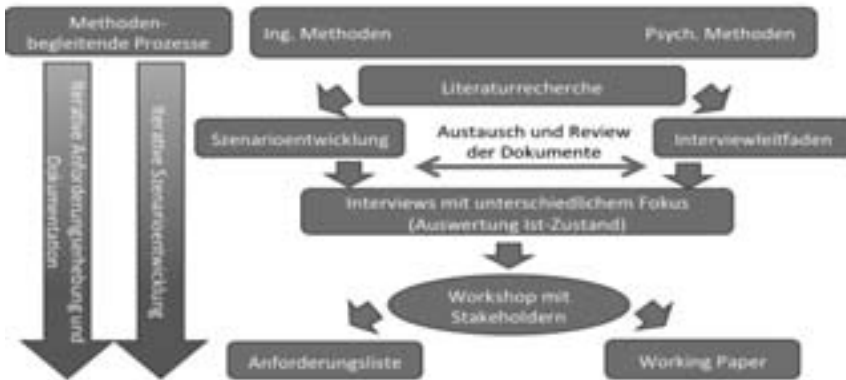 Methoden-
begleitende Prozesse
Iterative Anforderungserhebung und
Dokumentation
Iterative Szenarioentwicklung
Ing. Methoden
Psych. Methoden
Literaturrecherche
Szenarioentwicklung
Austausch und Review
der Dokumente
Interviewleitfaden
Interviews mit unterschiedlichem Fokus
(Auswertung Ist-Zustand)
Workshop mit
Stakeholdern
Anforderungsliste
Working Paper